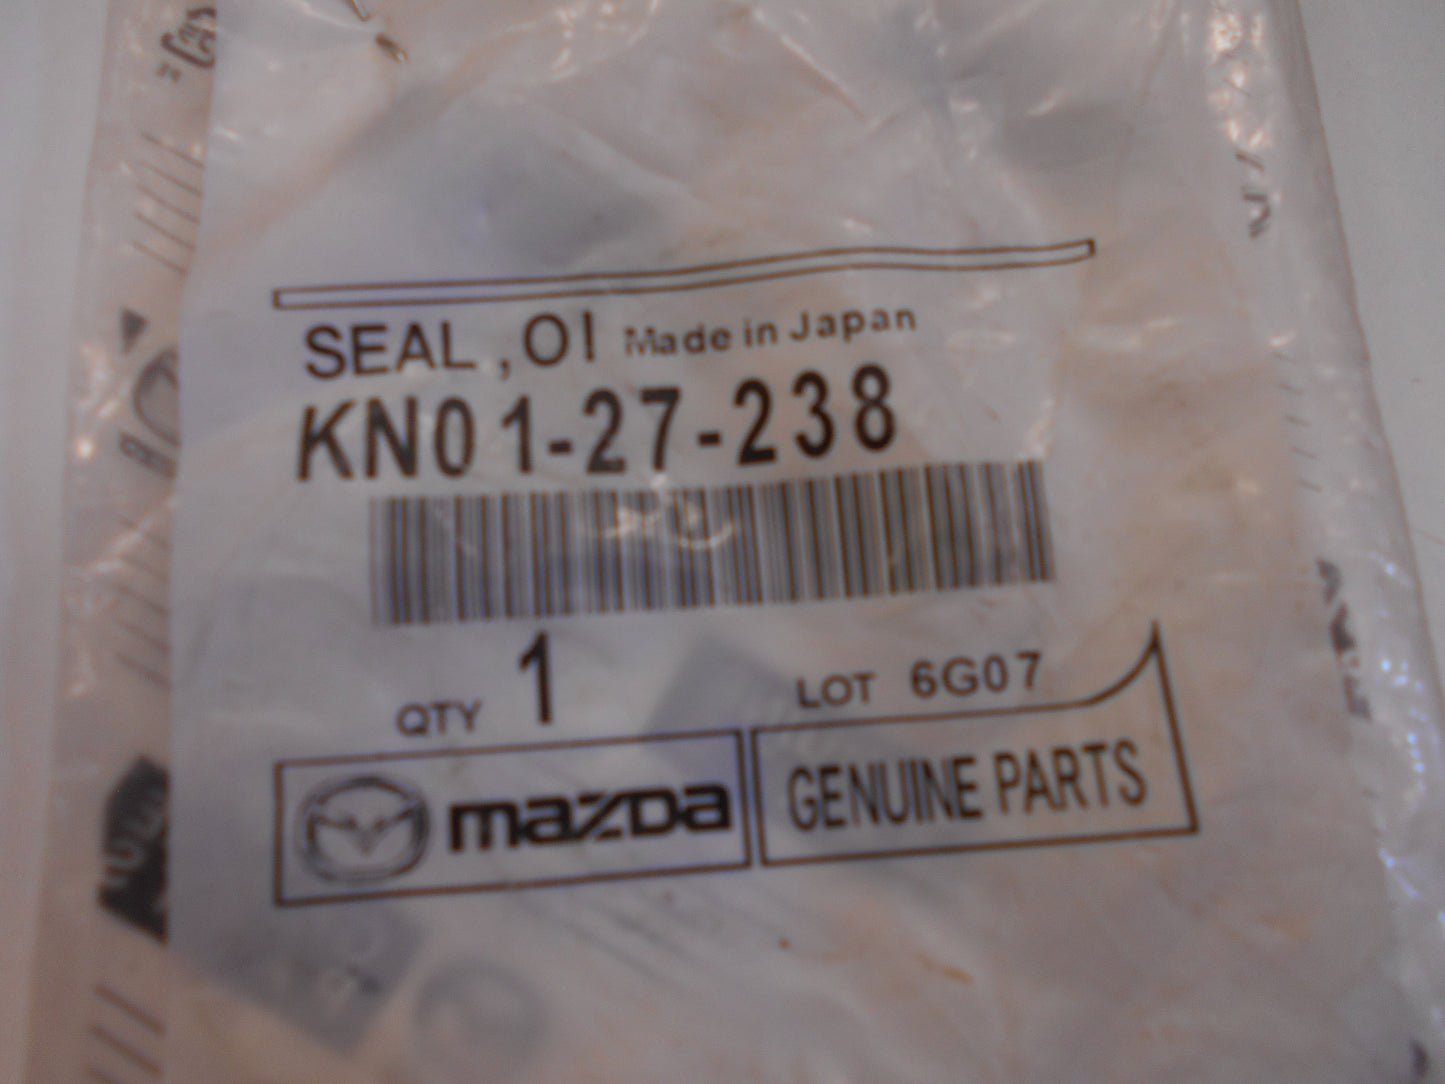 SEAL ,OI Made in Japan
KN01-27-238
QTY 1 LOT 6G07
mazda GENUINE PARTS